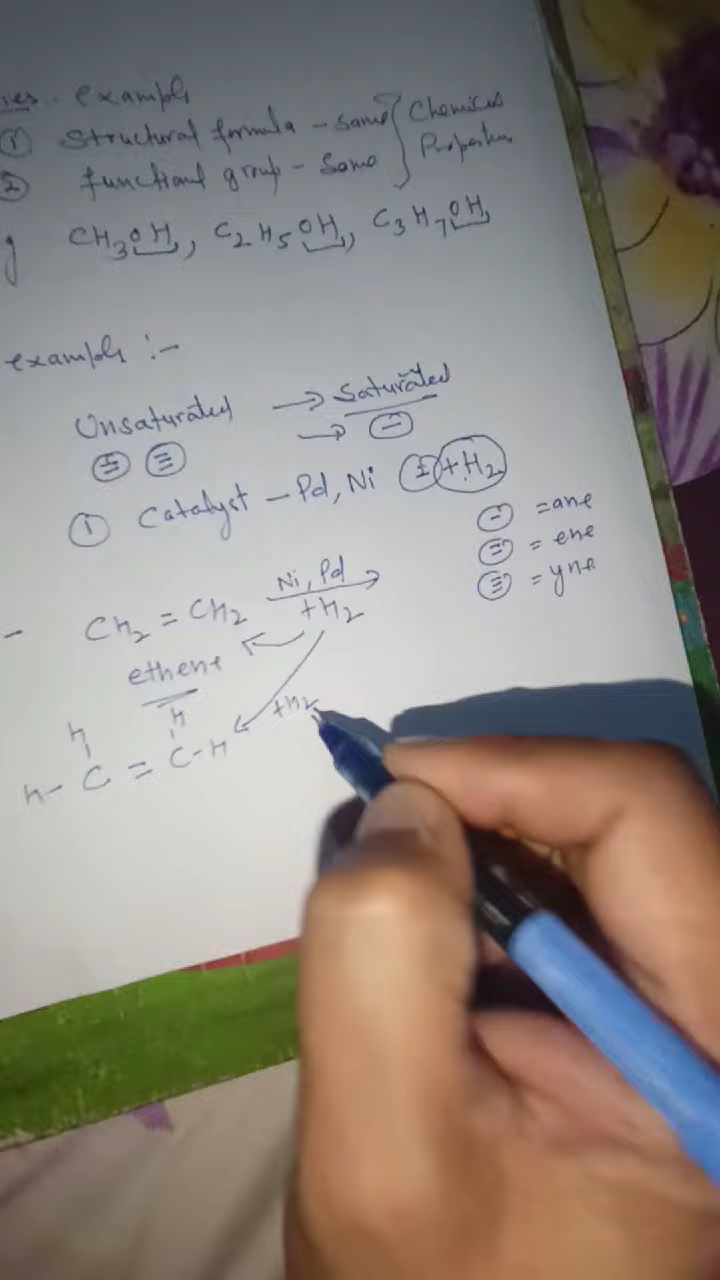 example
① Structural formula - same } Chemical
② functional group - Same } Properties
CH3OH, C2H5OH, C3H7OH
example :-
Unsaturated → Saturated
(=) (≡) → (-)
① Catalyst - Pd, Ni +H2
(-) = ane
(=) = ene
(≡) = yne
- CH2 = CH2 Ni, Pd → +H2
ethene
+H2
H H
H - C = C - H